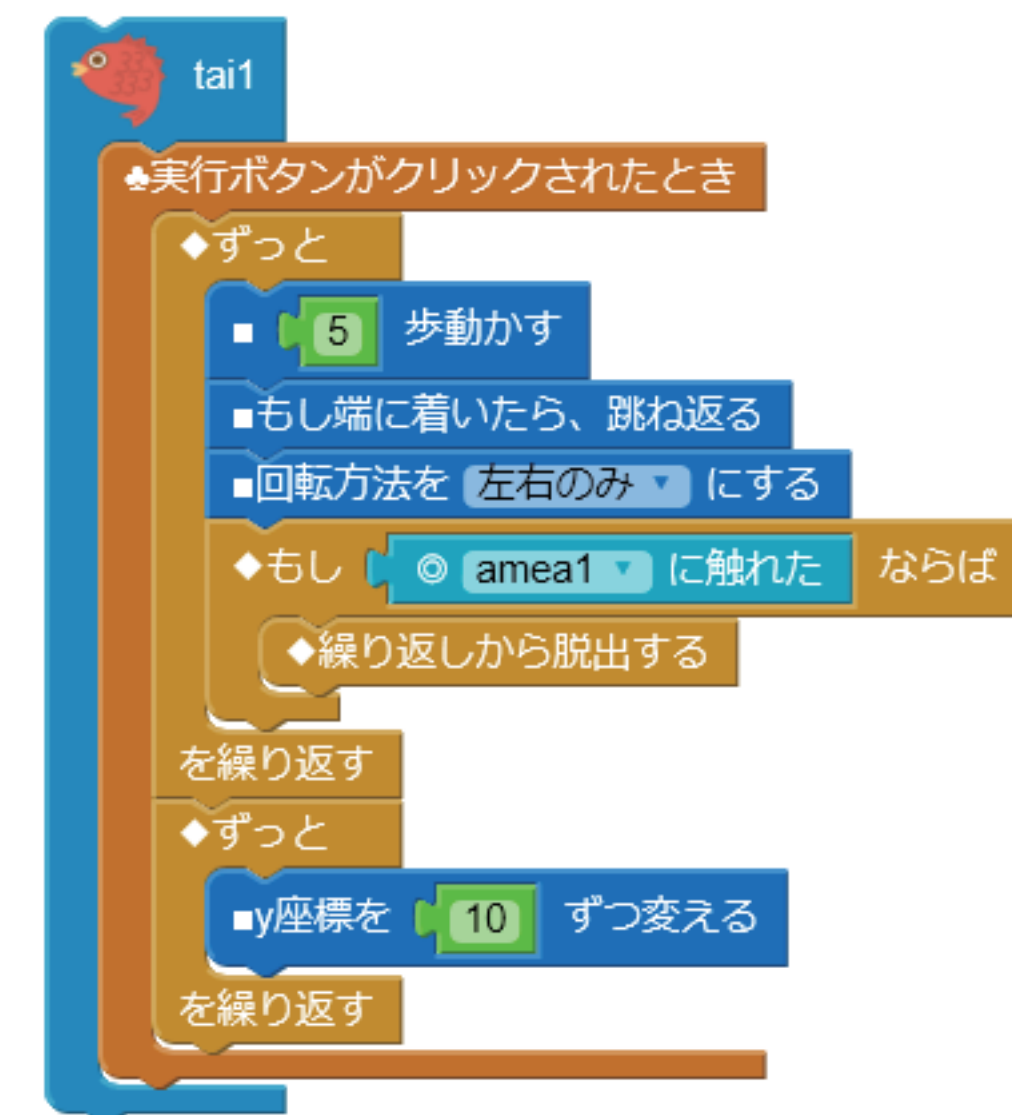 tai1
♣実行ボタンがクリックされたとき
◆ずっと
■ 5 歩動かす
■もし端に着いたら、跳ね返る
■回転方法を 左右のみ ▼ にする
◆もし ◎ amea1 ▼ に触れた ならば
◆繰り返しから脱出する
を繰り返す
◆ずっと
■y座標を 10 ずつ変える
を繰り返す